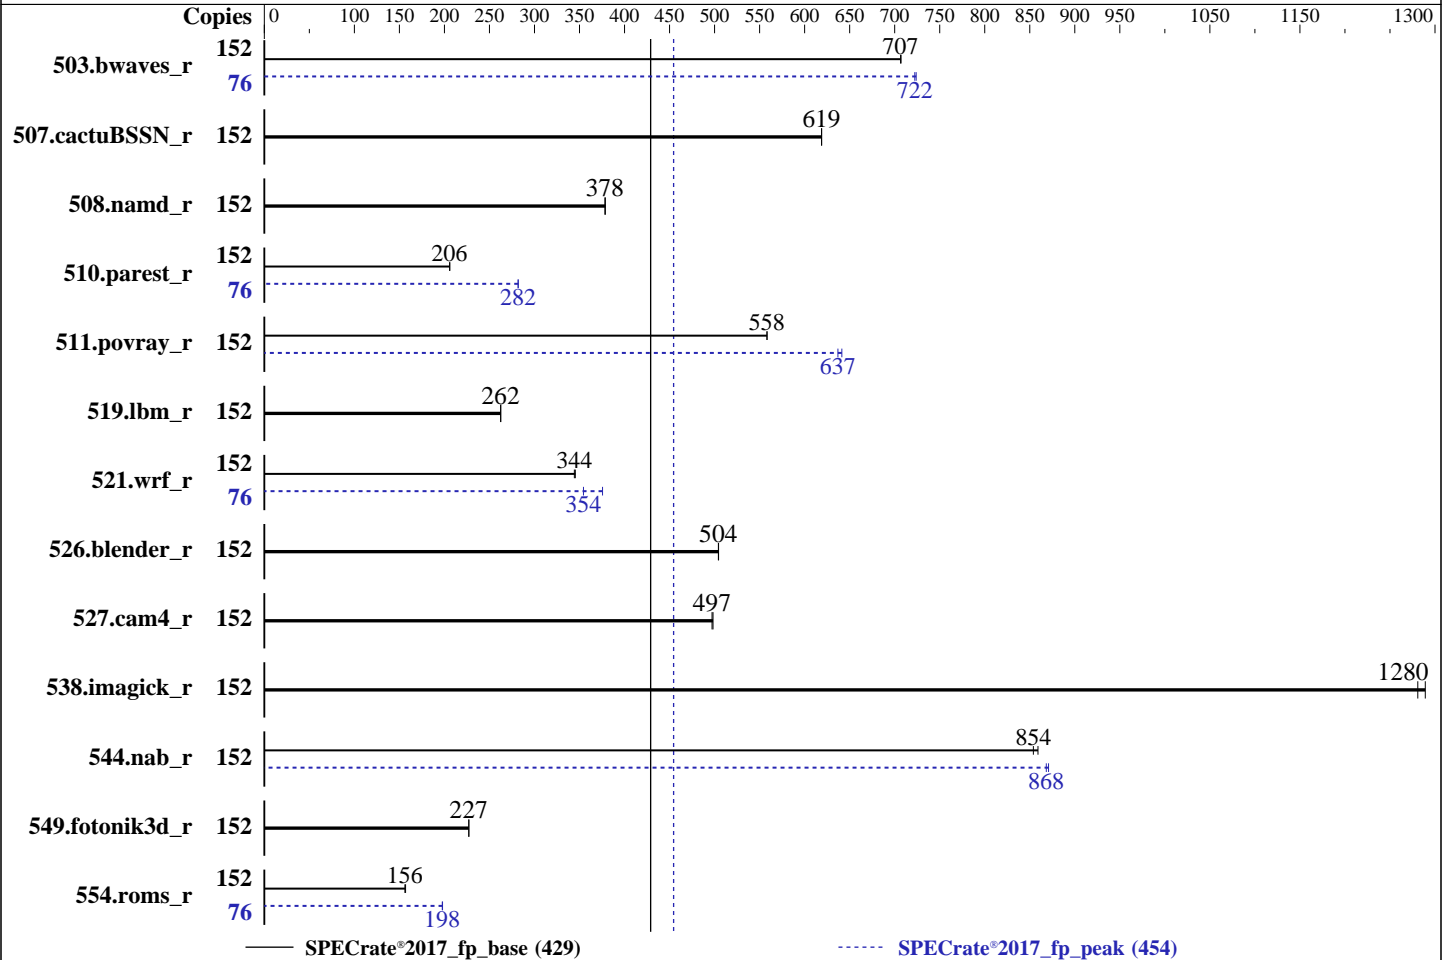 Copies 0 100 150 200 250 300 350 400 450 500 550 600 650 700 750 800 850 900 950 1050 1150 1300
503.bwaves_r 152 707
76 722
507.cactuBSSN_r 152 619
508.namd_r 152 378
510.parest_r 152 206
76 282
511.povray_r 152 558
637
519.lbm_r 152 262
521.wrf_r 152 344
76 354
526.blender_r 152 504
527.cam4_r 152 497
538.imagick_r 152 1280
544.nab_r 152 854
868
549.fotonik3d_r 152 227
554.roms_r 152 156
76 198
SPECrate®2017_fp_base (429) SPECrate®2017_fp_peak (454)